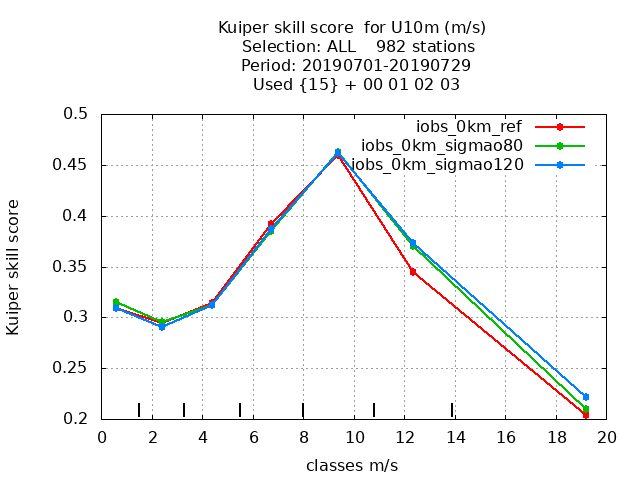 Kuiper skill score  for U10m (m/s)
Selection: ALL    982 stations
Period: 20190701-20190729
Used {15} + 00 01 02 03
iobs_0km_ref
iobs_0km_sigmao80
iobs_0km_sigmao120
Kuiper skill score
0.5
0.45
0.4
0.35
0.3
0.25
0.2
0 2 4 6 8 10 12 14 16 18 20
classes m/s